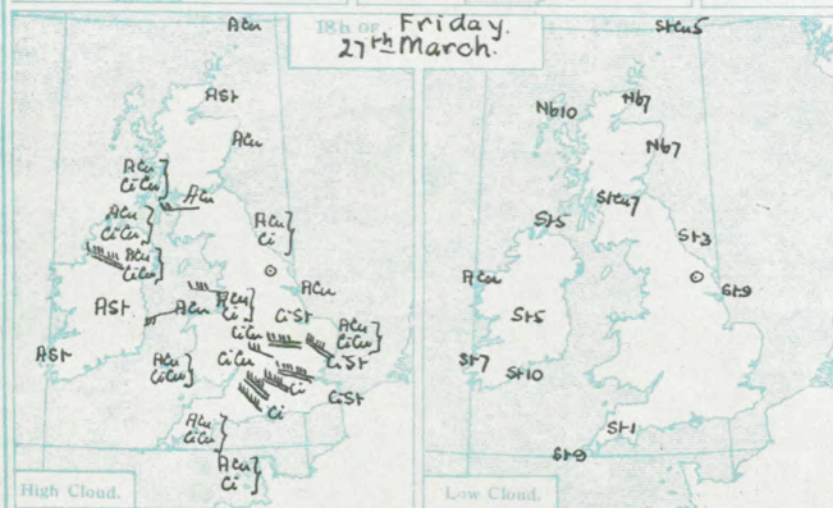 18h or Friday.
27th March.
ACu
ASt
ACu
ACu
CiCu
ACu
ACu
CiCu
ACu
CiCu
ACu
Ci
ACu
ACu
Ci
ASt
ACu
CiSt
ACu
CiCu
CiCu
CiSt
ASt
ACu
CiCu
CiCu
Ci
CiSt
Ci
ACu
CiCu
ACu
Ci
High Cloud.
StCu5
Nb10
Nb7
Nb7
StCu7
St5
St3
ACu
St9
St5
St7
St10
St1
St9
Low Cloud.